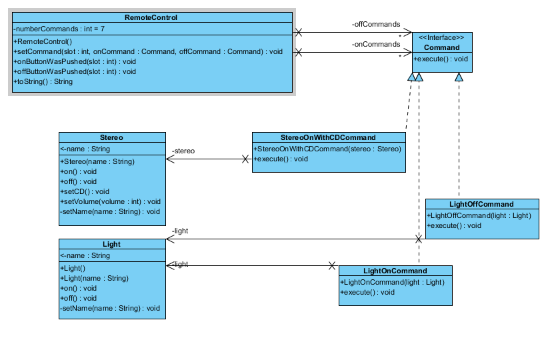 RemoteControl
-numberCommands : int = 7
+RemoteControl()
+setCommand(slot : int, onCommand : Command, offCommand : Command) : void
+onButtonWasPushed(slot : int) : void
+offButtonWasPushed(slot : int) : void
+toString() : String
-offCommands
*
-onCommands
*
<<Interface>>
Command
+execute() : void
Stereo
<-name : String
+Stereo(name : String)
+on() : void
+off() : void
+setCD() : void
+setVolume(volume : int) : void
-setName(name : String) : void
-stereo
StereoOnWithCDCommand
+StereoOnWithCDCommand(stereo : Stereo)
+execute() : void
LightOffCommand
+LightOffCommand(light : Light)
+execute() : void
-light
Light
<-name : String
+Light()
+Light(name : String)
+on() : void
+off() : void
-setName(name : String) : void
-light
LightOnCommand
+LightOnCommand(light : Light)
+execute() : void